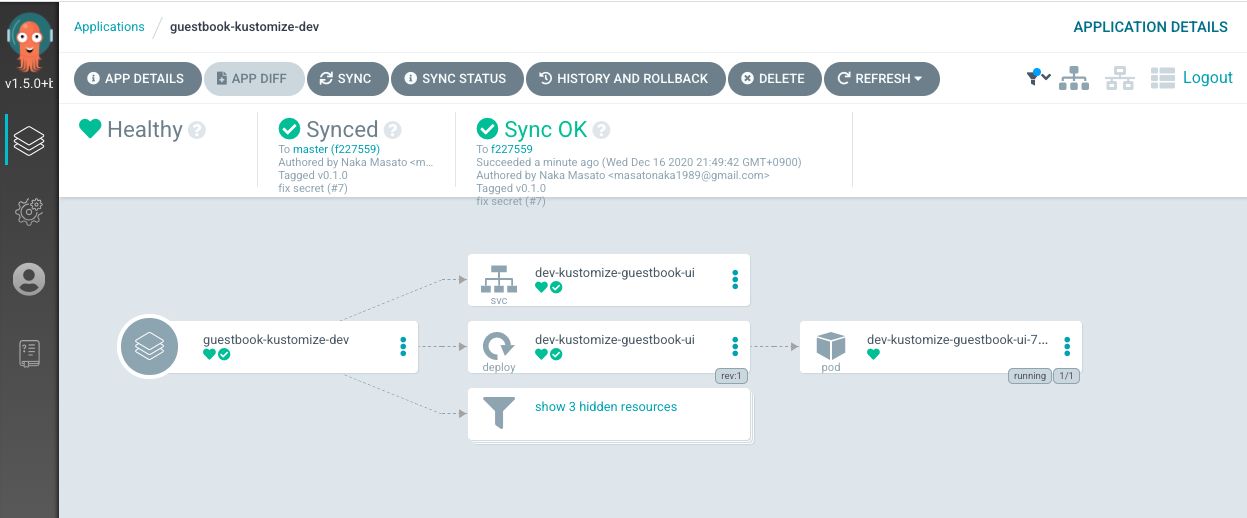 Applications
guestbook-kustomize-dev
APPLICATION DETAILS
v1.5.0+b
APP DETAILS
APP DIFF
SYNC
SYNC STATUS
HISTORY AND ROLLBACK
DELETE
REFRESH
Logout
Healthy
Synced
To master (f227559)
Authored by Naka Masato <m...
Tagged v0.1.0
fix secret (#7)
Sync OK
To f227559
Succeeded a minute ago (Wed Dec 16 2020 21:49:42 GMT+0900)
Authored by Naka Masato <masatonaka1989@gmail.com>
Tagged v0.1.0
fix secret (#7)
dev-kustomize-guestbook-ui
svc
guestbook-kustomize-dev
dev-kustomize-guestbook-ui
deploy
rev:1
dev-kustomize-guestbook-ui-7...
pod
running
1/1
show 3 hidden resources